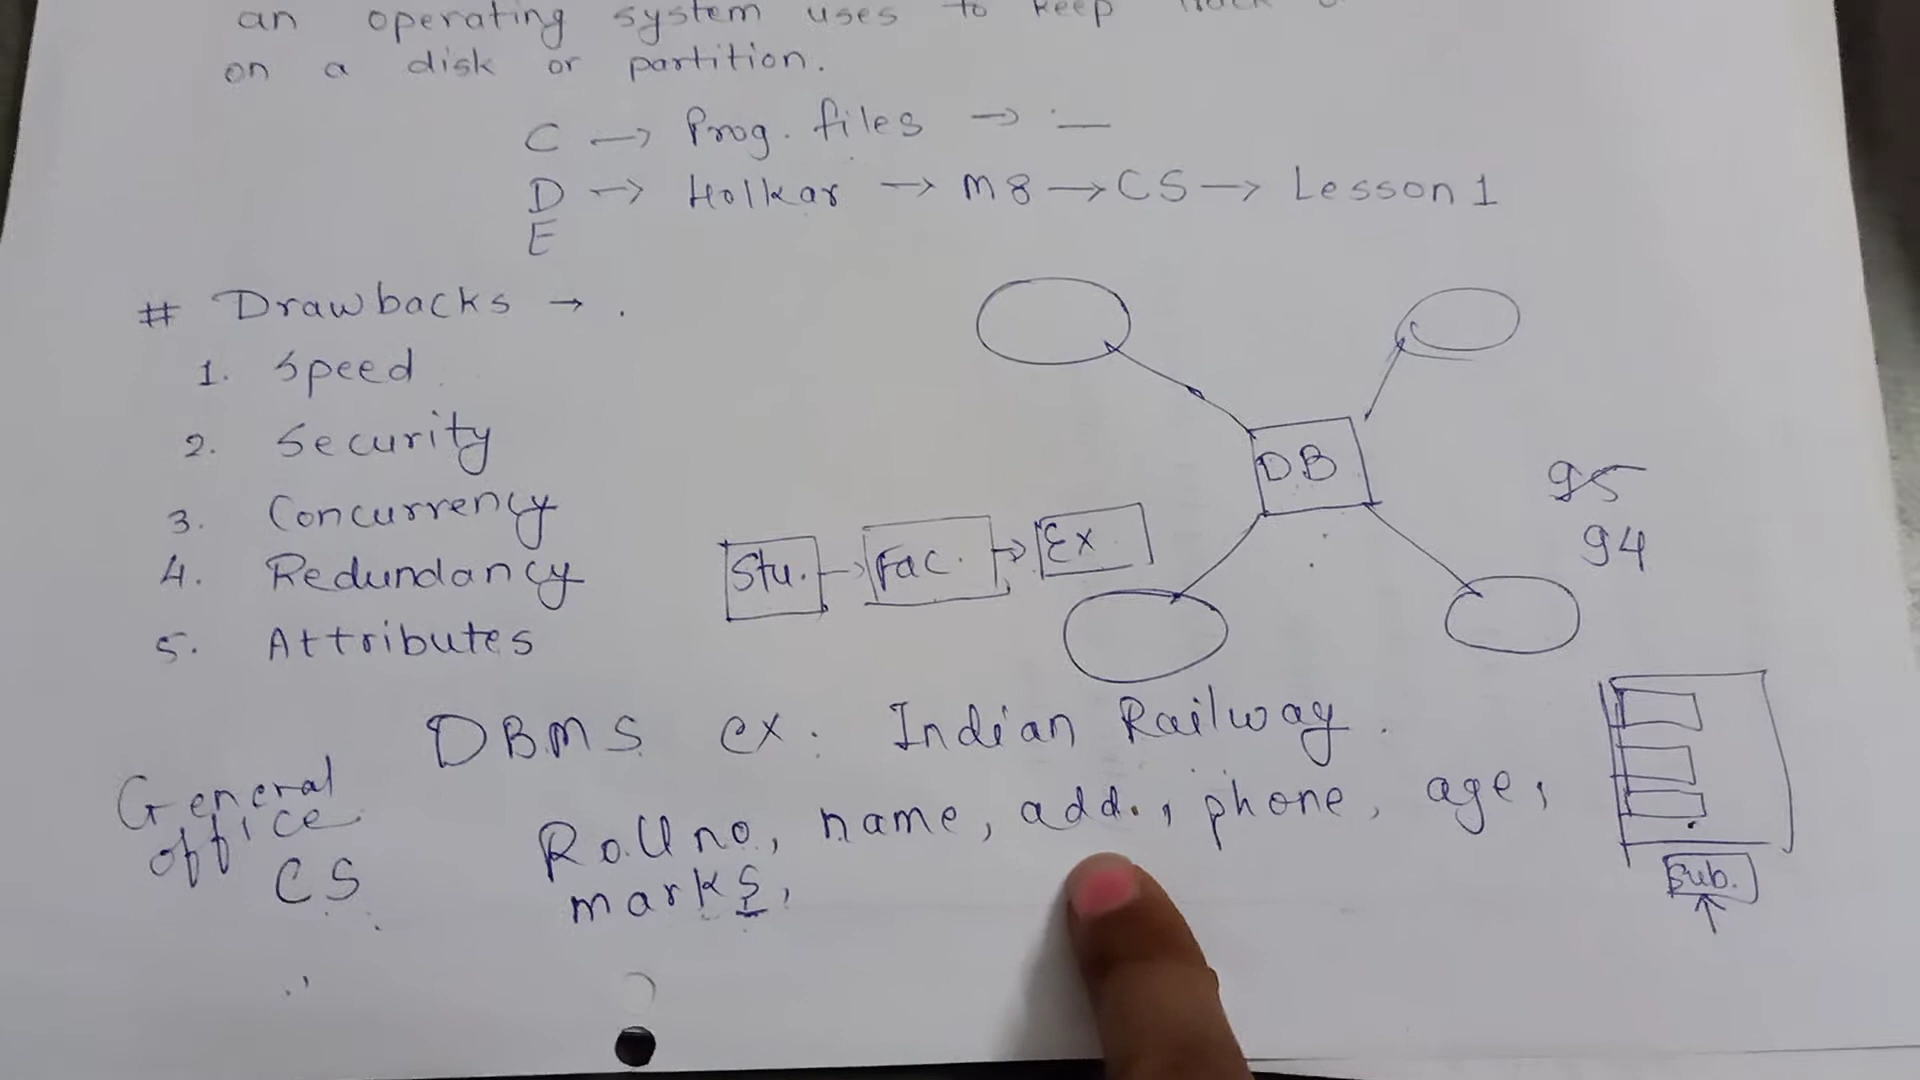 an operating system uses to keep
on a disk or partition.
C → Prog. files → —
D → Holkar → M8 → CS → Lesson 1
E
# Drawbacks →
1. Speed
2. Security
3. Concurrency
4. Redundancy
5. Attributes
DB
95
94
Stu. → Fac. → Ex.
DBMS ex: Indian Railway.
General
office
CS
Roll no, name, add., phone, age,
marks,
Sub.